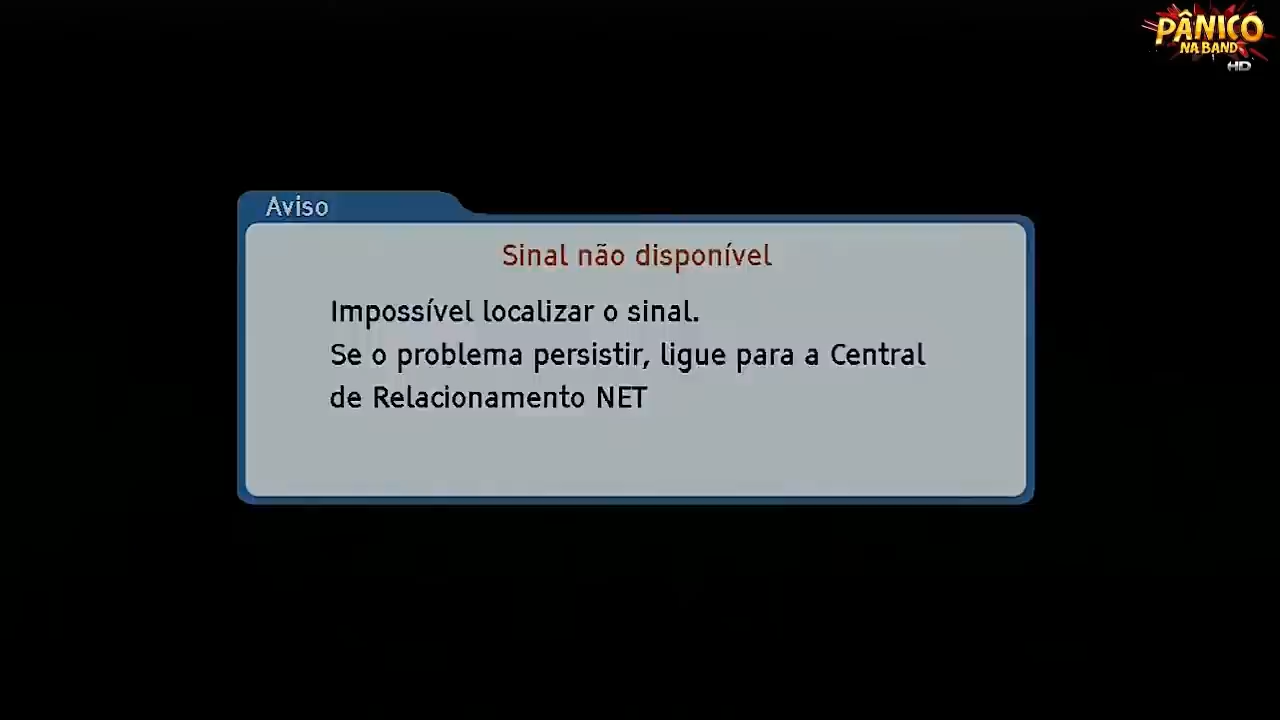 PÂNICO
NA BAND
HD
Aviso
Sinal não disponível
Impossível localizar o sinal.
Se o problema persistir, ligue para a Central
de Relacionamento NET